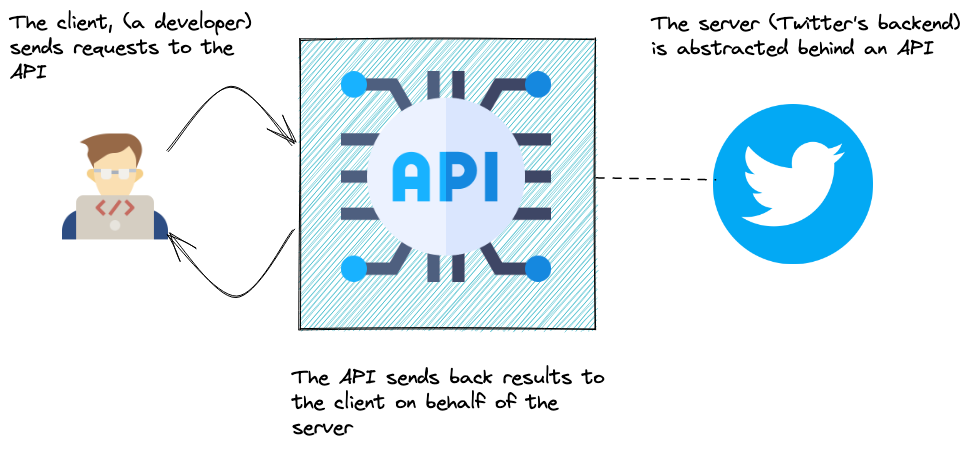 The client, (a developer)
sends requests to the
API
The server (Twitter's backend)
is abstracted behind an API
API
</>
The API sends back results to
the client on behalf of the
server